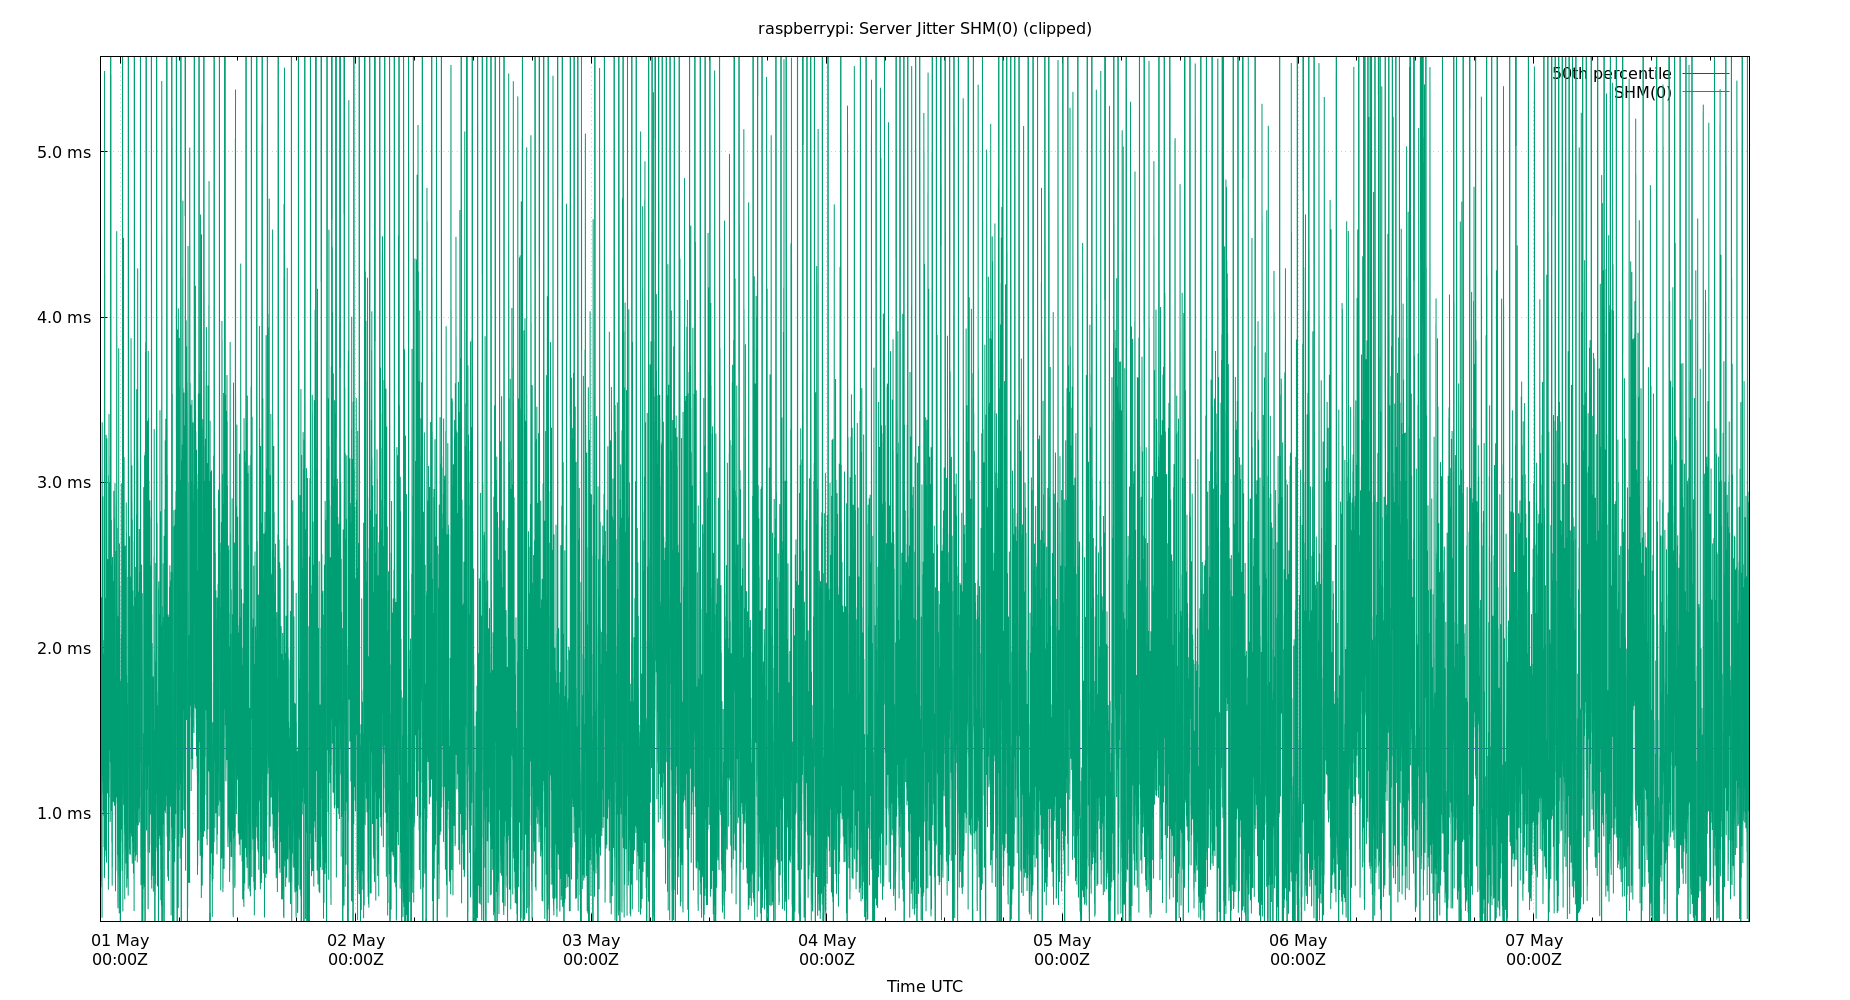 raspberrypi: Server Jitter SHM(0) (clipped)
50th percentile
SHM(0)
5.0 ms
4.0 ms
3.0 ms
2.0 ms
1.0 ms
01 May 02 May 03 May 04 May 05 May 06 May 07 May
00:00Z 00:00Z 00:00Z 00:00Z 00:00Z 00:00Z 00:00Z
Time UTC